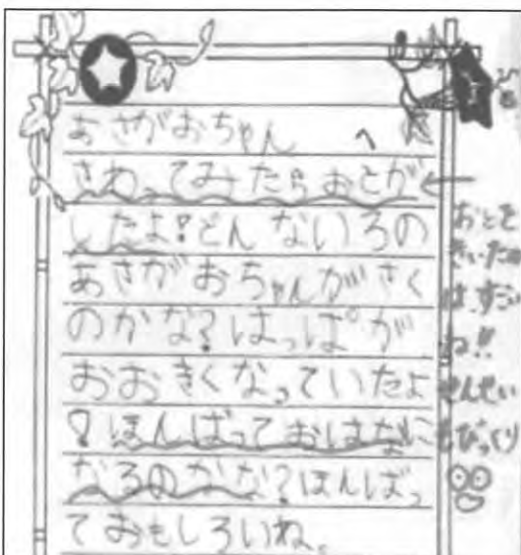 あさがおちゃん へ
さわってみたらおとが
したよ!どんないろの
あさがおちゃんがさく
のかな?はっぱが
おおきくなっていたよ
!ほんばっておはなに
なるのかな?ほんばっ
ておもしろいね。
おとを
きいたの
は、すごい
ね!!
せんせい
もびっくり